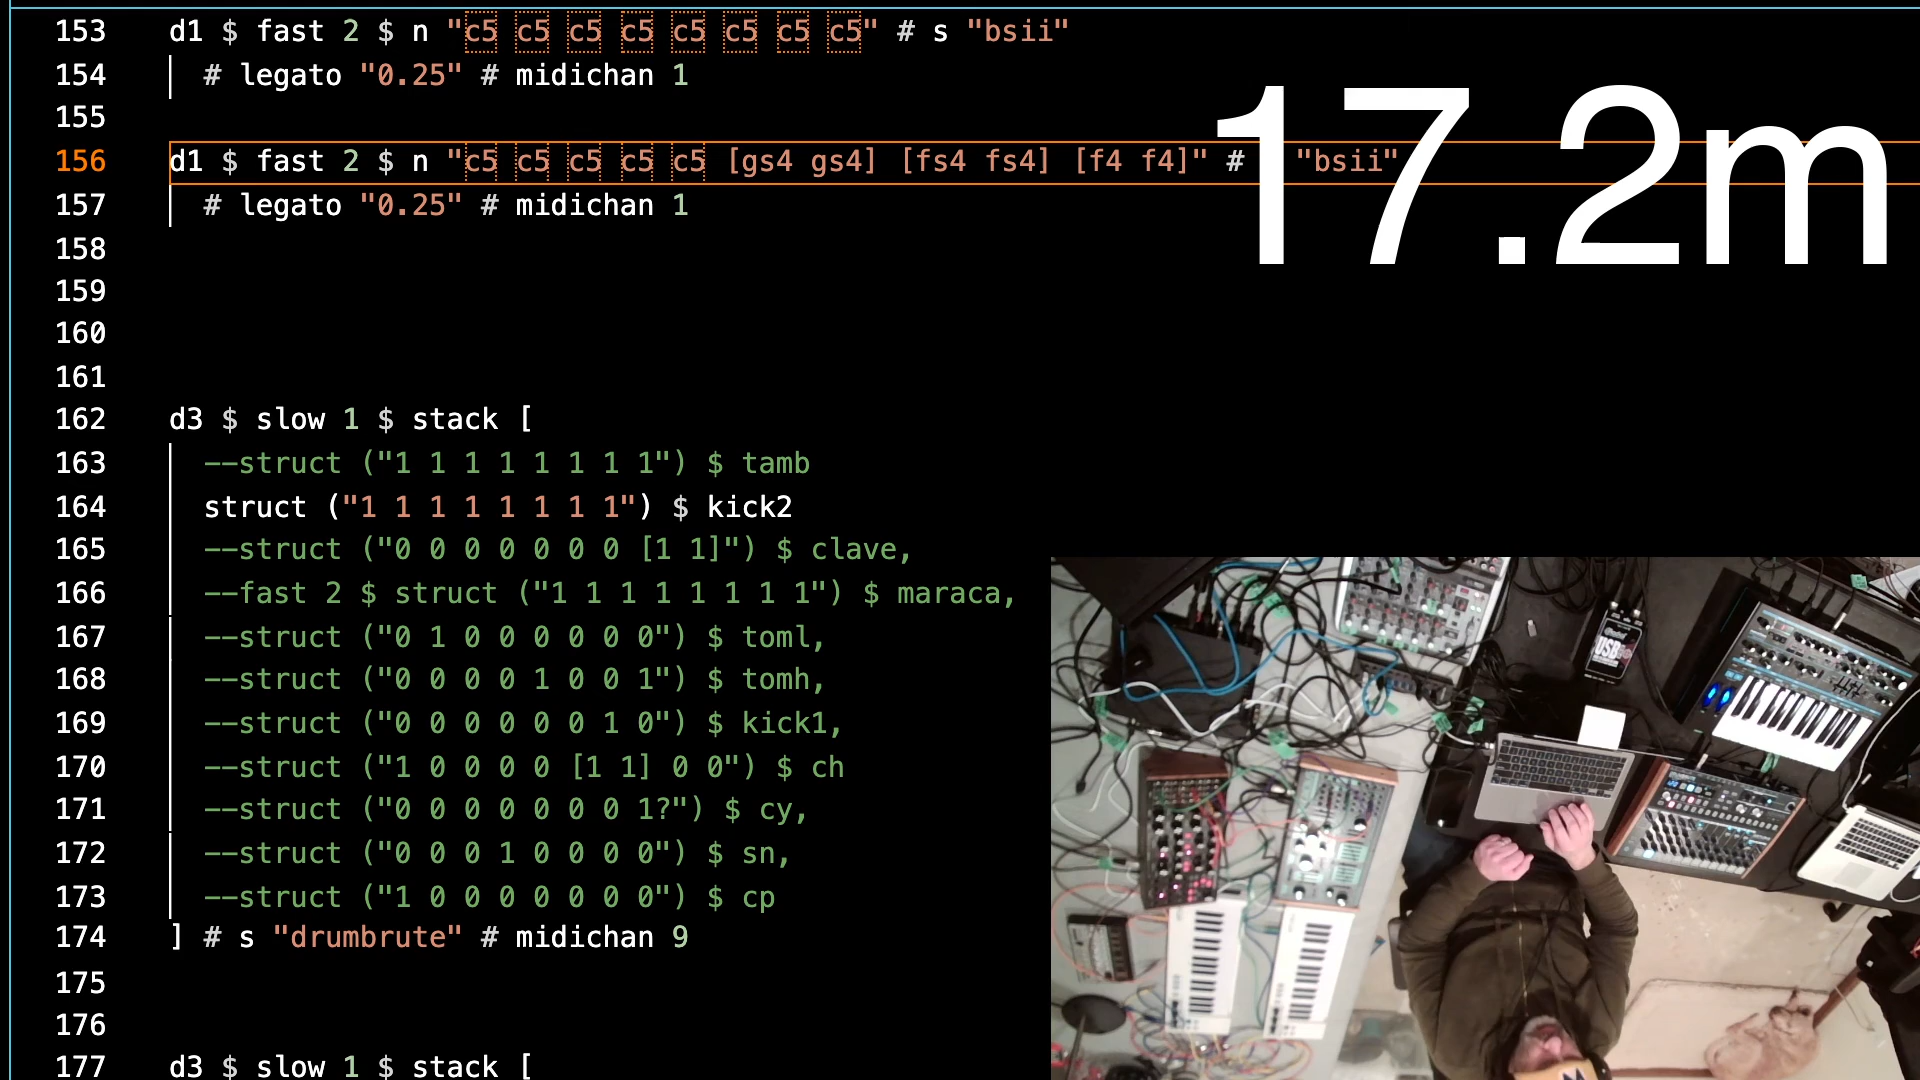 153 d1 $ fast 2 $ n "c5 c5 c5 c5 c5 c5 c5 c5" # s "bsii"
154 # legato "0.25" # midichan 1
155
156 d1 $ fast 2 $ n "c5 c5 c5 c5 c5 [gs4 gs4] [fs4 fs4] [f4 f4]" # "bsii"
17.2m
157 # legato "0.25" # midichan 1
158
159
160
161
162 d3 $ slow 1 $ stack [
163 --struct ("1 1 1 1 1 1 1 1") $ tamb
164 struct ("1 1 1 1 1 1 1 1") $ kick2
165 --struct ("0 0 0 0 0 0 0 [1 1]") $ clave,
166 --fast 2 $ struct ("1 1 1 1 1 1 1 1") $ maraca,
167 --struct ("0 1 0 0 0 0 0 0") $ toml,
168 --struct ("0 0 0 0 1 0 0 1") $ tomh,
169 --struct ("0 0 0 0 0 0 1 0") $ kick1,
170 --struct ("1 0 0 0 0 [1 1] 0 0") $ ch
171 --struct ("0 0 0 0 0 0 0 1?") $ cy,
172 --struct ("0 0 0 1 0 0 0 0") $ sn,
173 --struct ("1 0 0 0 0 0 0 0") $ cp
174 ] # s "drumbrute" # midichan 9
175
176
177 d3 $ slow 1 $ stack [
USB